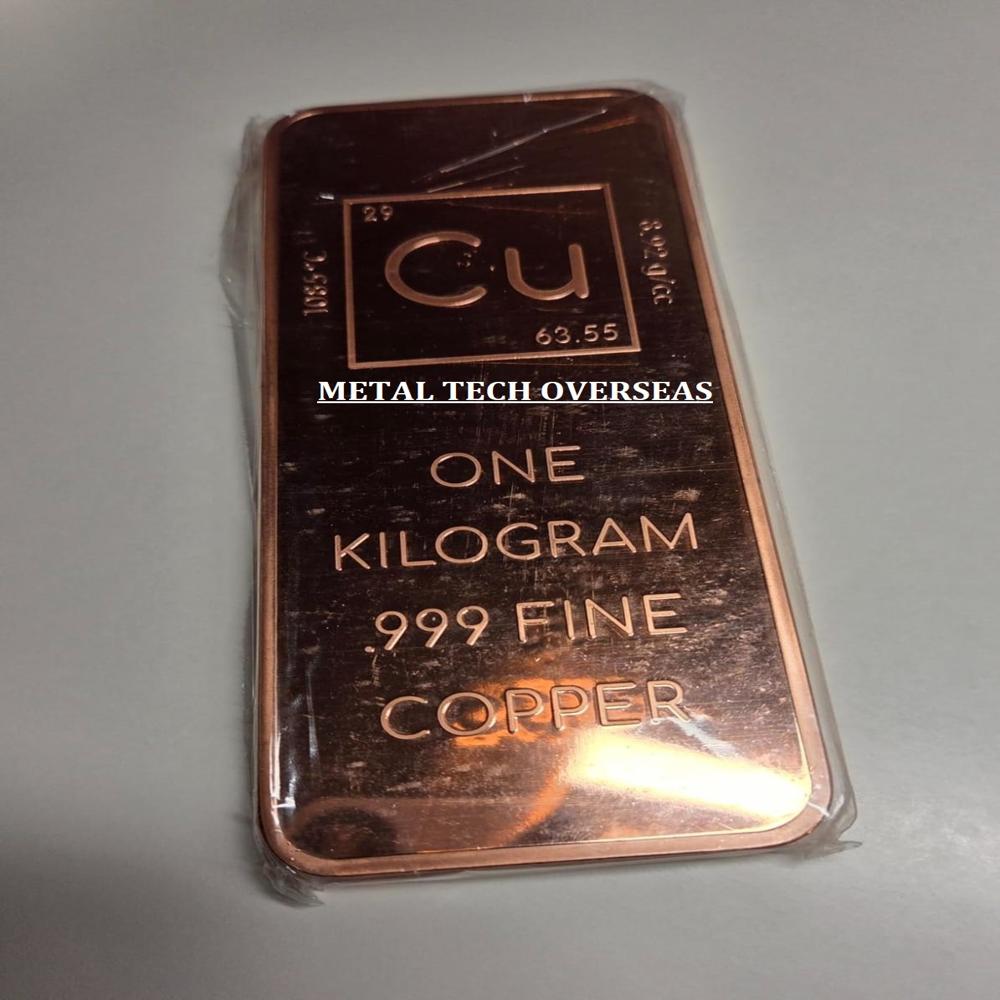 29
Cu
63.55
1085°C
8.92 g/cc
METAL TECH OVERSEAS
ONE
KILOGRAM
.999 FINE
COPPER